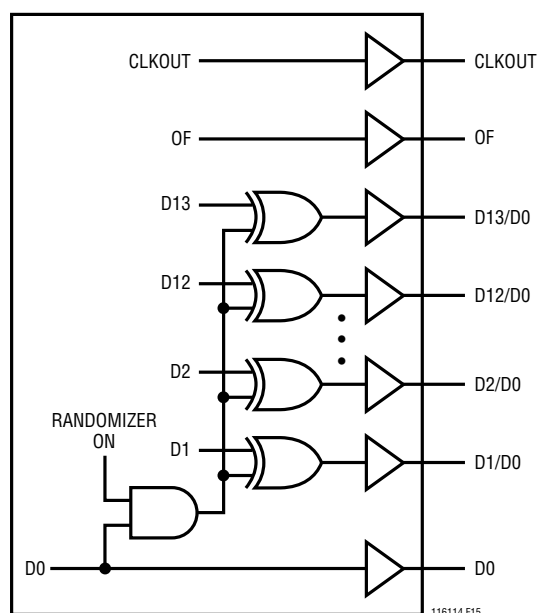 CLKOUT CLKOUT
OF OF
D13 D13/D0
D12 D12/D0
D2 D2/D0
RANDOMIZER
ON
D1 D1/D0
D0 D0
116114 F15